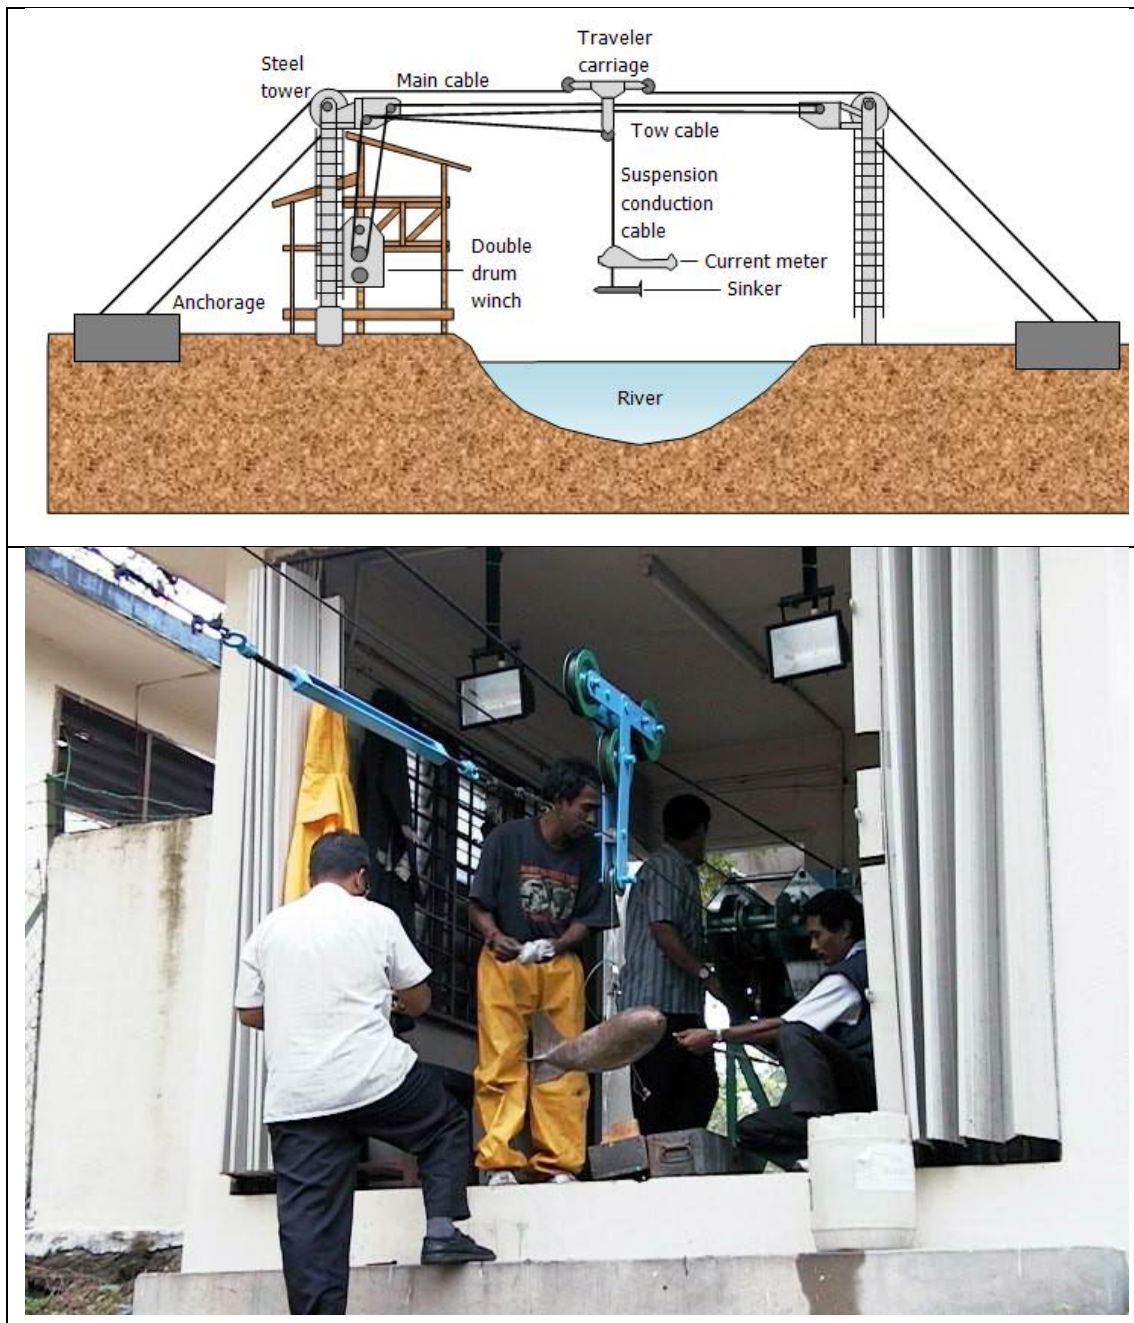 Traveler
carriage
Steel
tower
Main cable
Tow cable
Suspension
conduction
cable
Double
drum
winch
Current meter
Sinker
Anchorage
River